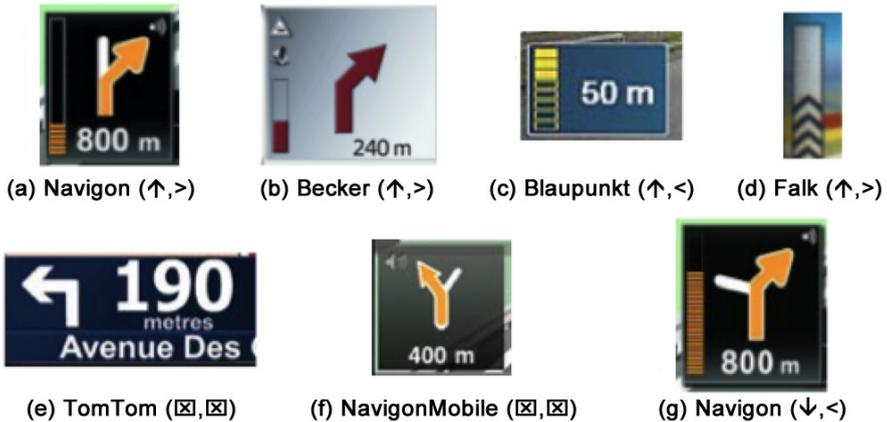 800 m
240 m
50 m
(a) Navigon (↑,>)
(b) Becker (↑,>)
(c) Blaupunkt (↑,<)
(d) Falk (↑,>)
190
metres
Avenue Des
400 m
800 m
(e) TomTom (☒,☒)
(f) NavigonMobile (☒,☒)
(g) Navigon (↓,<)